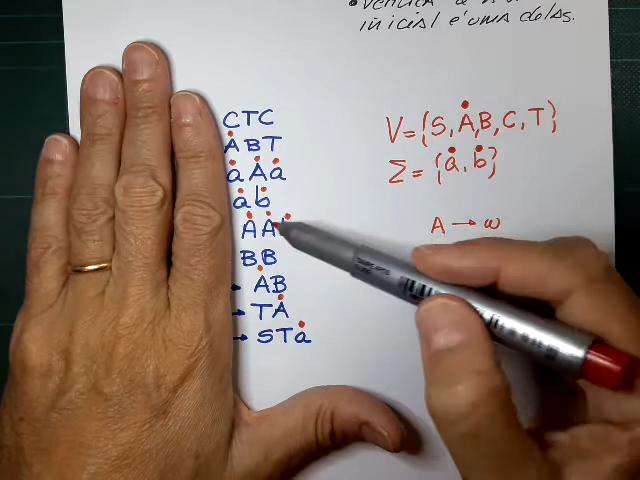 inicial é uma delas.
CTC
ABT
aAa
ab
AA
BB
→ AB
→ TA
→ STa
V={S,A,B,C,T}
Σ={a,b}
A→ω